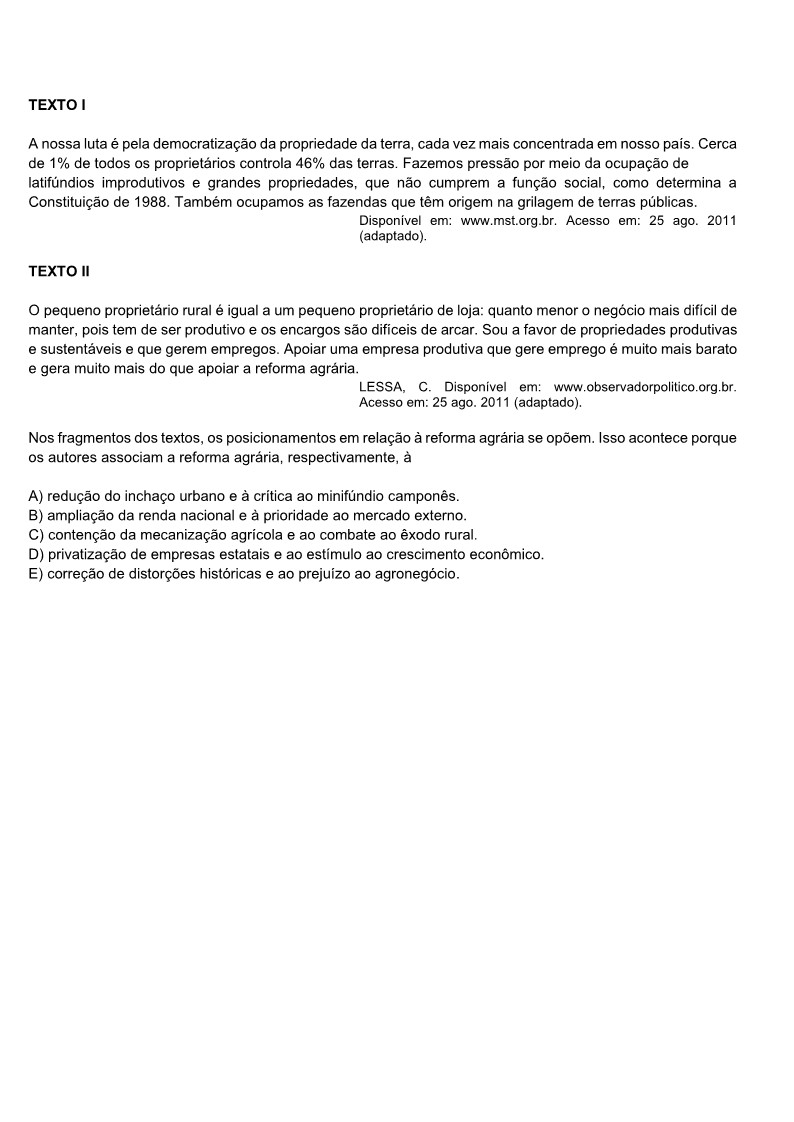 TEXTO I
A nossa luta é pela democratização da propriedade da terra, cada vez mais concentrada em nosso país. Cerca
de 1% de todos os proprietários controla 46% das terras. Fazemos pressão por meio da ocupação de
latifúndios improdutivos e grandes propriedades, que não cumprem a função social, como determina a
Constituição de 1988. Também ocupamos as fazendas que têm origem na grilagem de terras públicas.
Disponível em: www.mst.org.br. Acesso em: 25 ago. 2011
(adaptado).
TEXTO II
O pequeno proprietário rural é igual a um pequeno proprietário de loja: quanto menor o negócio mais difícil de
manter, pois tem de ser produtivo e os encargos são difíceis de arcar. Sou a favor de propriedades produtivas
e sustentáveis e que gerem empregos. Apoiar uma empresa produtiva que gere emprego é muito mais barato
e gera muito mais do que apoiar a reforma agrária.
LESSA, C. Disponível em: www.observadorpolitico.org.br.
Acesso em: 25 ago. 2011 (adaptado).
Nos fragmentos dos textos, os posicionamentos em relação à reforma agrária se opõem. Isso acontece porque
os autores associam a reforma agrária, respectivamente, à
A) redução do inchaço urbano e à crítica ao minifúndio camponês.
B) ampliação da renda nacional e à prioridade ao mercado externo.
C) contenção da mecanização agrícola e ao combate ao êxodo rural.
D) privatização de empresas estatais e ao estímulo ao crescimento econômico.
E) correção de distorções históricas e ao prejuízo ao agronegócio.